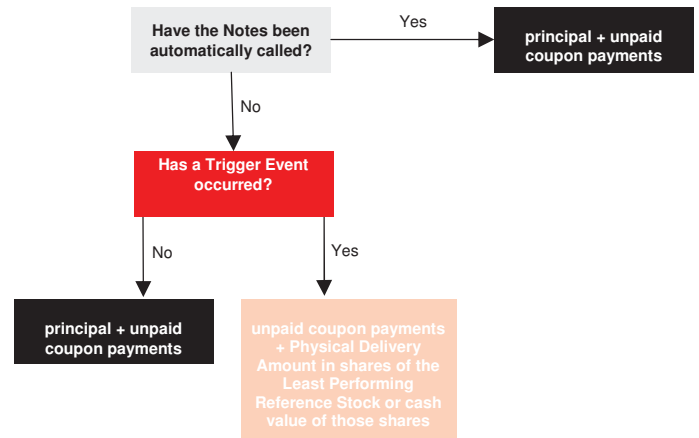 Have the Notes been
automatically called?
Yes
principal + unpaid
coupon payments
No
Has a Trigger Event
occurred?
No
Yes
principal + unpaid
coupon payments
unpaid coupon payments
+ Physical Delivery
Amount in shares of the
Least Performing
Reference Stock or cash
value of those shares